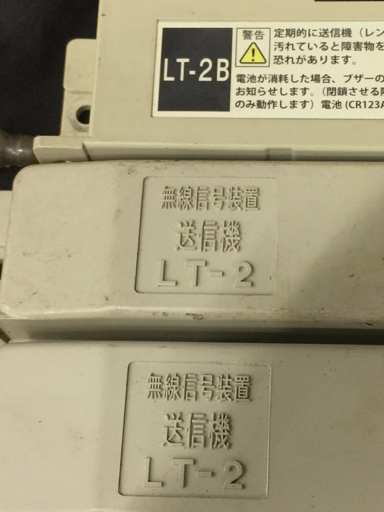 LT-2B
警告
定期的に送信機（レン
汚れていると障害物を
恐れがあります。
電池が消耗した場合、ブザーの
お知らせします。（閉鎖させる
のみ動作します）電池(CR123A
無線信号装置
送信機
LT-2
無線信号装置
送信機
LT-2